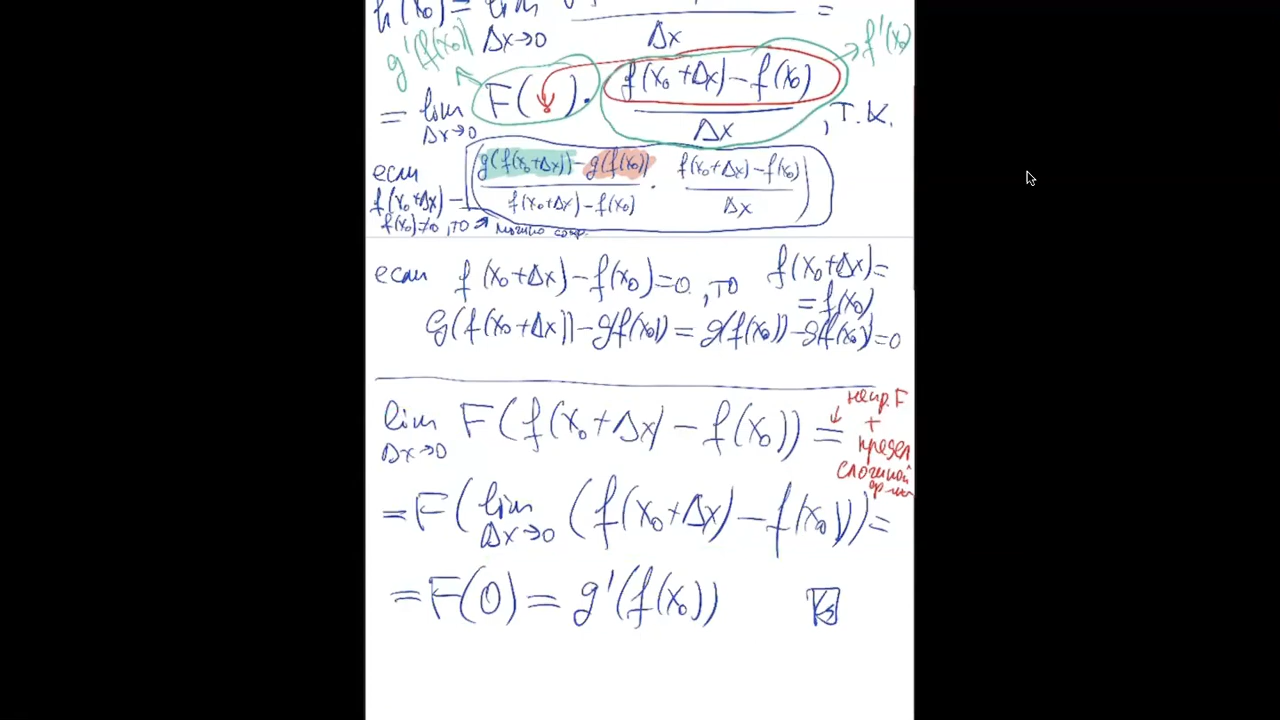 h'(x₀) = lim
Δx→0
Δx
=
g'(f(x₀))
f'(x₀)
= lim F( ) · (f(x₀+Δx) − f(x₀)) / Δx , т.к.
Δx→0
если
f(x₀+Δx) −
f(x₀) ≠ 0, то
( (g(f(x₀+Δx)) − g(f(x₀))) / (f(x₀+Δx) − f(x₀)) · (f(x₀+Δx) − f(x₀)) / Δx )
можно сокр.
если f(x₀+Δx) − f(x₀) = 0, то f(x₀+Δx) =
= f(x₀)
g(f(x₀+Δx)) − g(f(x₀)) = g(f(x₀)) − g(f(x₀)) = 0
lim F(f(x₀+Δx) − f(x₀)) =
Δx→0
непр. F
+
предел
сложной
ф-ии
= F( lim (f(x₀+Δx) − f(x₀))) =
Δx→0
= F(0) = g'(f(x₀))